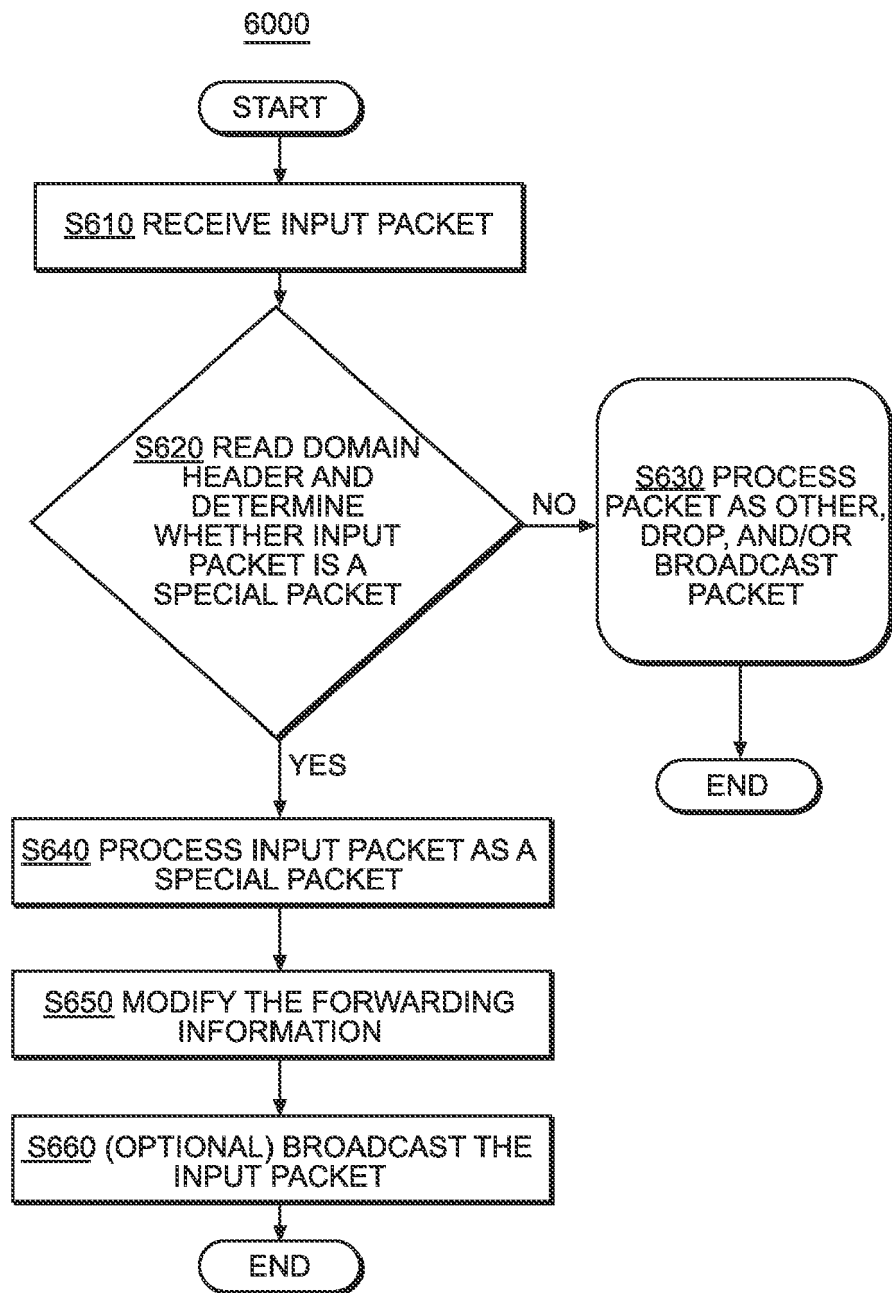 6000
START
S610 RECEIVE INPUT PACKET
S620 READ DOMAIN
HEADER AND
DETERMINE
WHETHER INPUT
PACKET IS A
SPECIAL PACKET
NO
S630 PROCESS
PACKET AS OTHER,
DROP, AND/OR
BROADCAST
PACKET
END
YES
S640 PROCESS INPUT PACKET AS A
SPECIAL PACKET
S650 MODIFY THE FORWARDING
INFORMATION
S660 (OPTIONAL) BROADCAST THE
INPUT PACKET
END